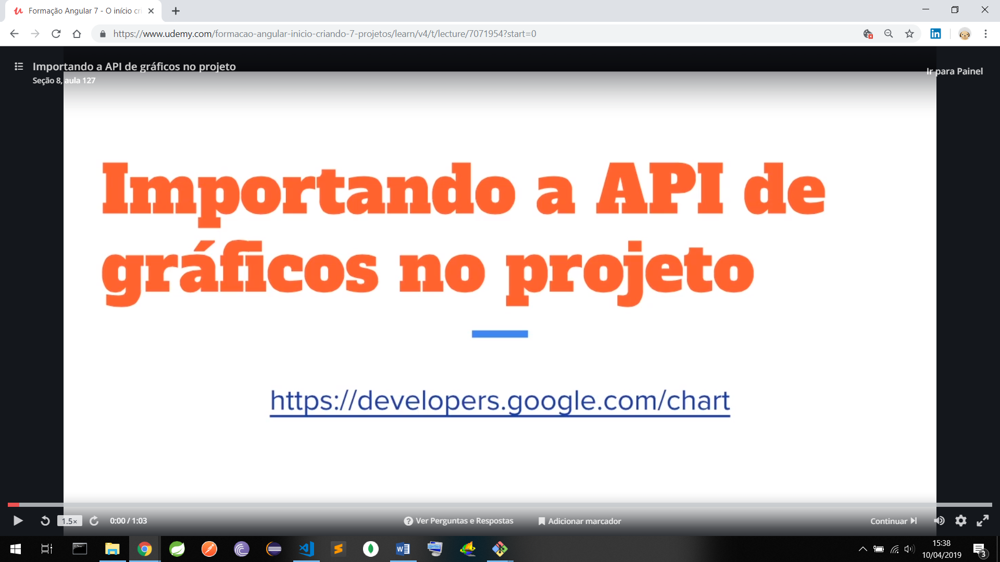 Formação Angular 7 - O início cri
https://www.udemy.com/formacao-angular-inicio-criando-7-projetos/learn/v4/t/lecture/7071954?start=0
Importando a API de gráficos no projeto
Seção 8, aula 127
Ir para Painel
Importando a API de
gráficos no projeto
https://developers.google.com/chart
1.5×
0:00 / 1:03
Ver Perguntas e Respostas
Adicionar marcador
Continuar
15:38
10/04/2019
3